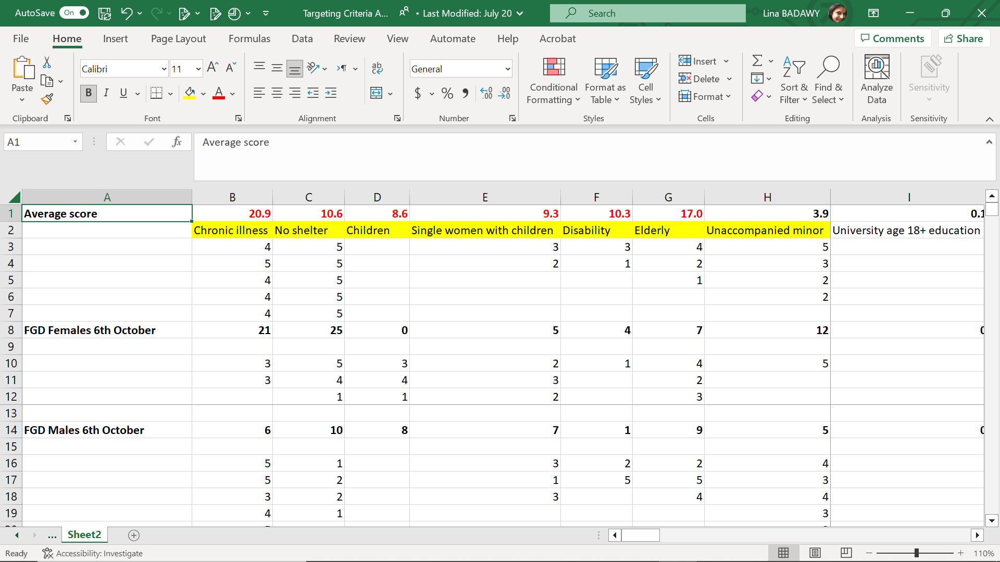 AutoSave On Targeting Criteria A... • Last Modified: July 20 Search Lina BADAWY
File Home Insert Page Layout Formulas Data Review View Automate Help Acrobat Comments Share
Paste Calibri 11 General Conditional Formatting Format as Table Cell Styles Insert Delete Format Sort & Filter Find & Select Analyze Data Sensitivity
Clipboard Font Alignment Number Styles Cells Editing Analysis Sensitivity
A1 fx Average score
A B C D E F G H I
1 Average score 20.9 10.6 8.6 9.3 10.3 17.0 3.9 0.1
2 Chronic illness No shelter Children Single women with children Disability Elderly Unaccompanied minor University age 18+ education
3 4 5 3 3 4 5
4 5 5 2 1 2 3
5 4 5 1 2
6 4 5 2
7 4 5
8 FGD Females 6th October 21 25 0 5 4 7 12
9
10 3 5 3 2 1 4 5
11 3 4 4 3 2
12 1 1 2 3
13
14 FGD Males 6th October 6 10 8 7 1 9 5
15
16 5 1 3 2 2 4
17 5 2 1 5 5 3
18 3 2 3 4 4
19 4 1 3
... Sheet2
Ready Accessibility: Investigate 110%